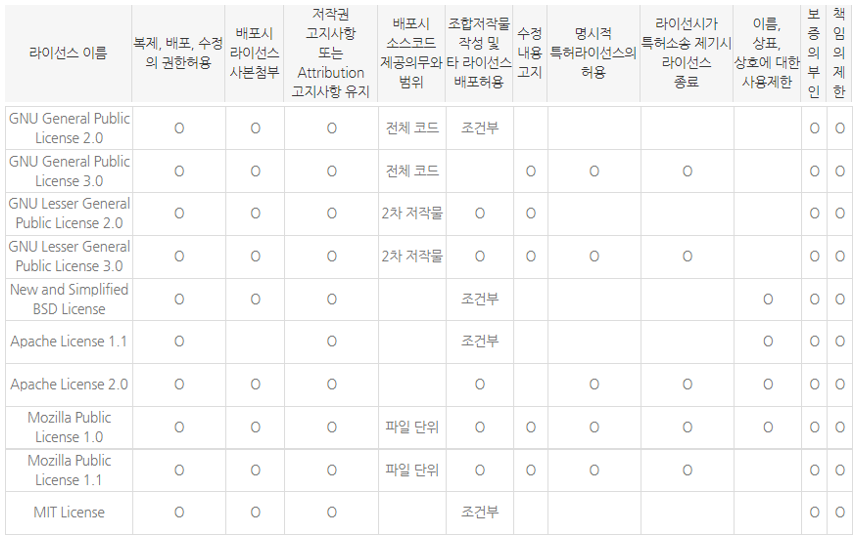 라이선스 이름 복제, 배포, 수정의 권한허용 배포시 라이선스 사본첨부 저작권 고지사항 또는 Attribution 고지사항 유지 배포시 소스코드 제공의무와 범위 조합저작물 작성 및 타 라이선스 배포허용 수정 내용 고지 명시적 특허라이선스의 허용 라이선시가 특허소송 제기시 라이선스 종료 이름, 상표, 상호에 대한 사용제한 보증의 부인 책임의 제한
GNU General Public
License 2.0 O O O 전체 코드 조건부 O O
GNU General Public
License 3.0 O O O 전체 코드 O O O O O
GNU Lesser General
Public License 2.0 O O O 2차 저작물 O O O O
GNU Lesser General
Public License 3.0 O O O 2차 저작물 O O O O O O
New and Simplified
BSD License O O O 조건부 O O O
Apache License 1.1 O O 조건부 O O O
Apache License 2.0 O O O O O O O O O
Mozilla Public
License 1.0 O O O 파일 단위 O O O O O O O
Mozilla Public
License 1.1 O O O 파일 단위 O O O O O O
MIT License O O O 조건부 O O